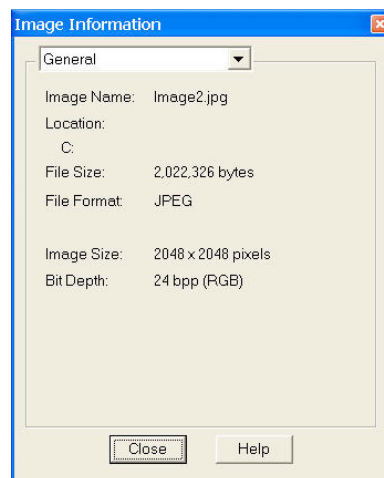 Image Information
General
Image Name: Image2.jpg
Location:
C:
File Size: 2,022,326 bytes
File Format: JPEG
Image Size: 2048 x 2048 pixels
Bit Depth: 24 bpp (RGB)
Close Help